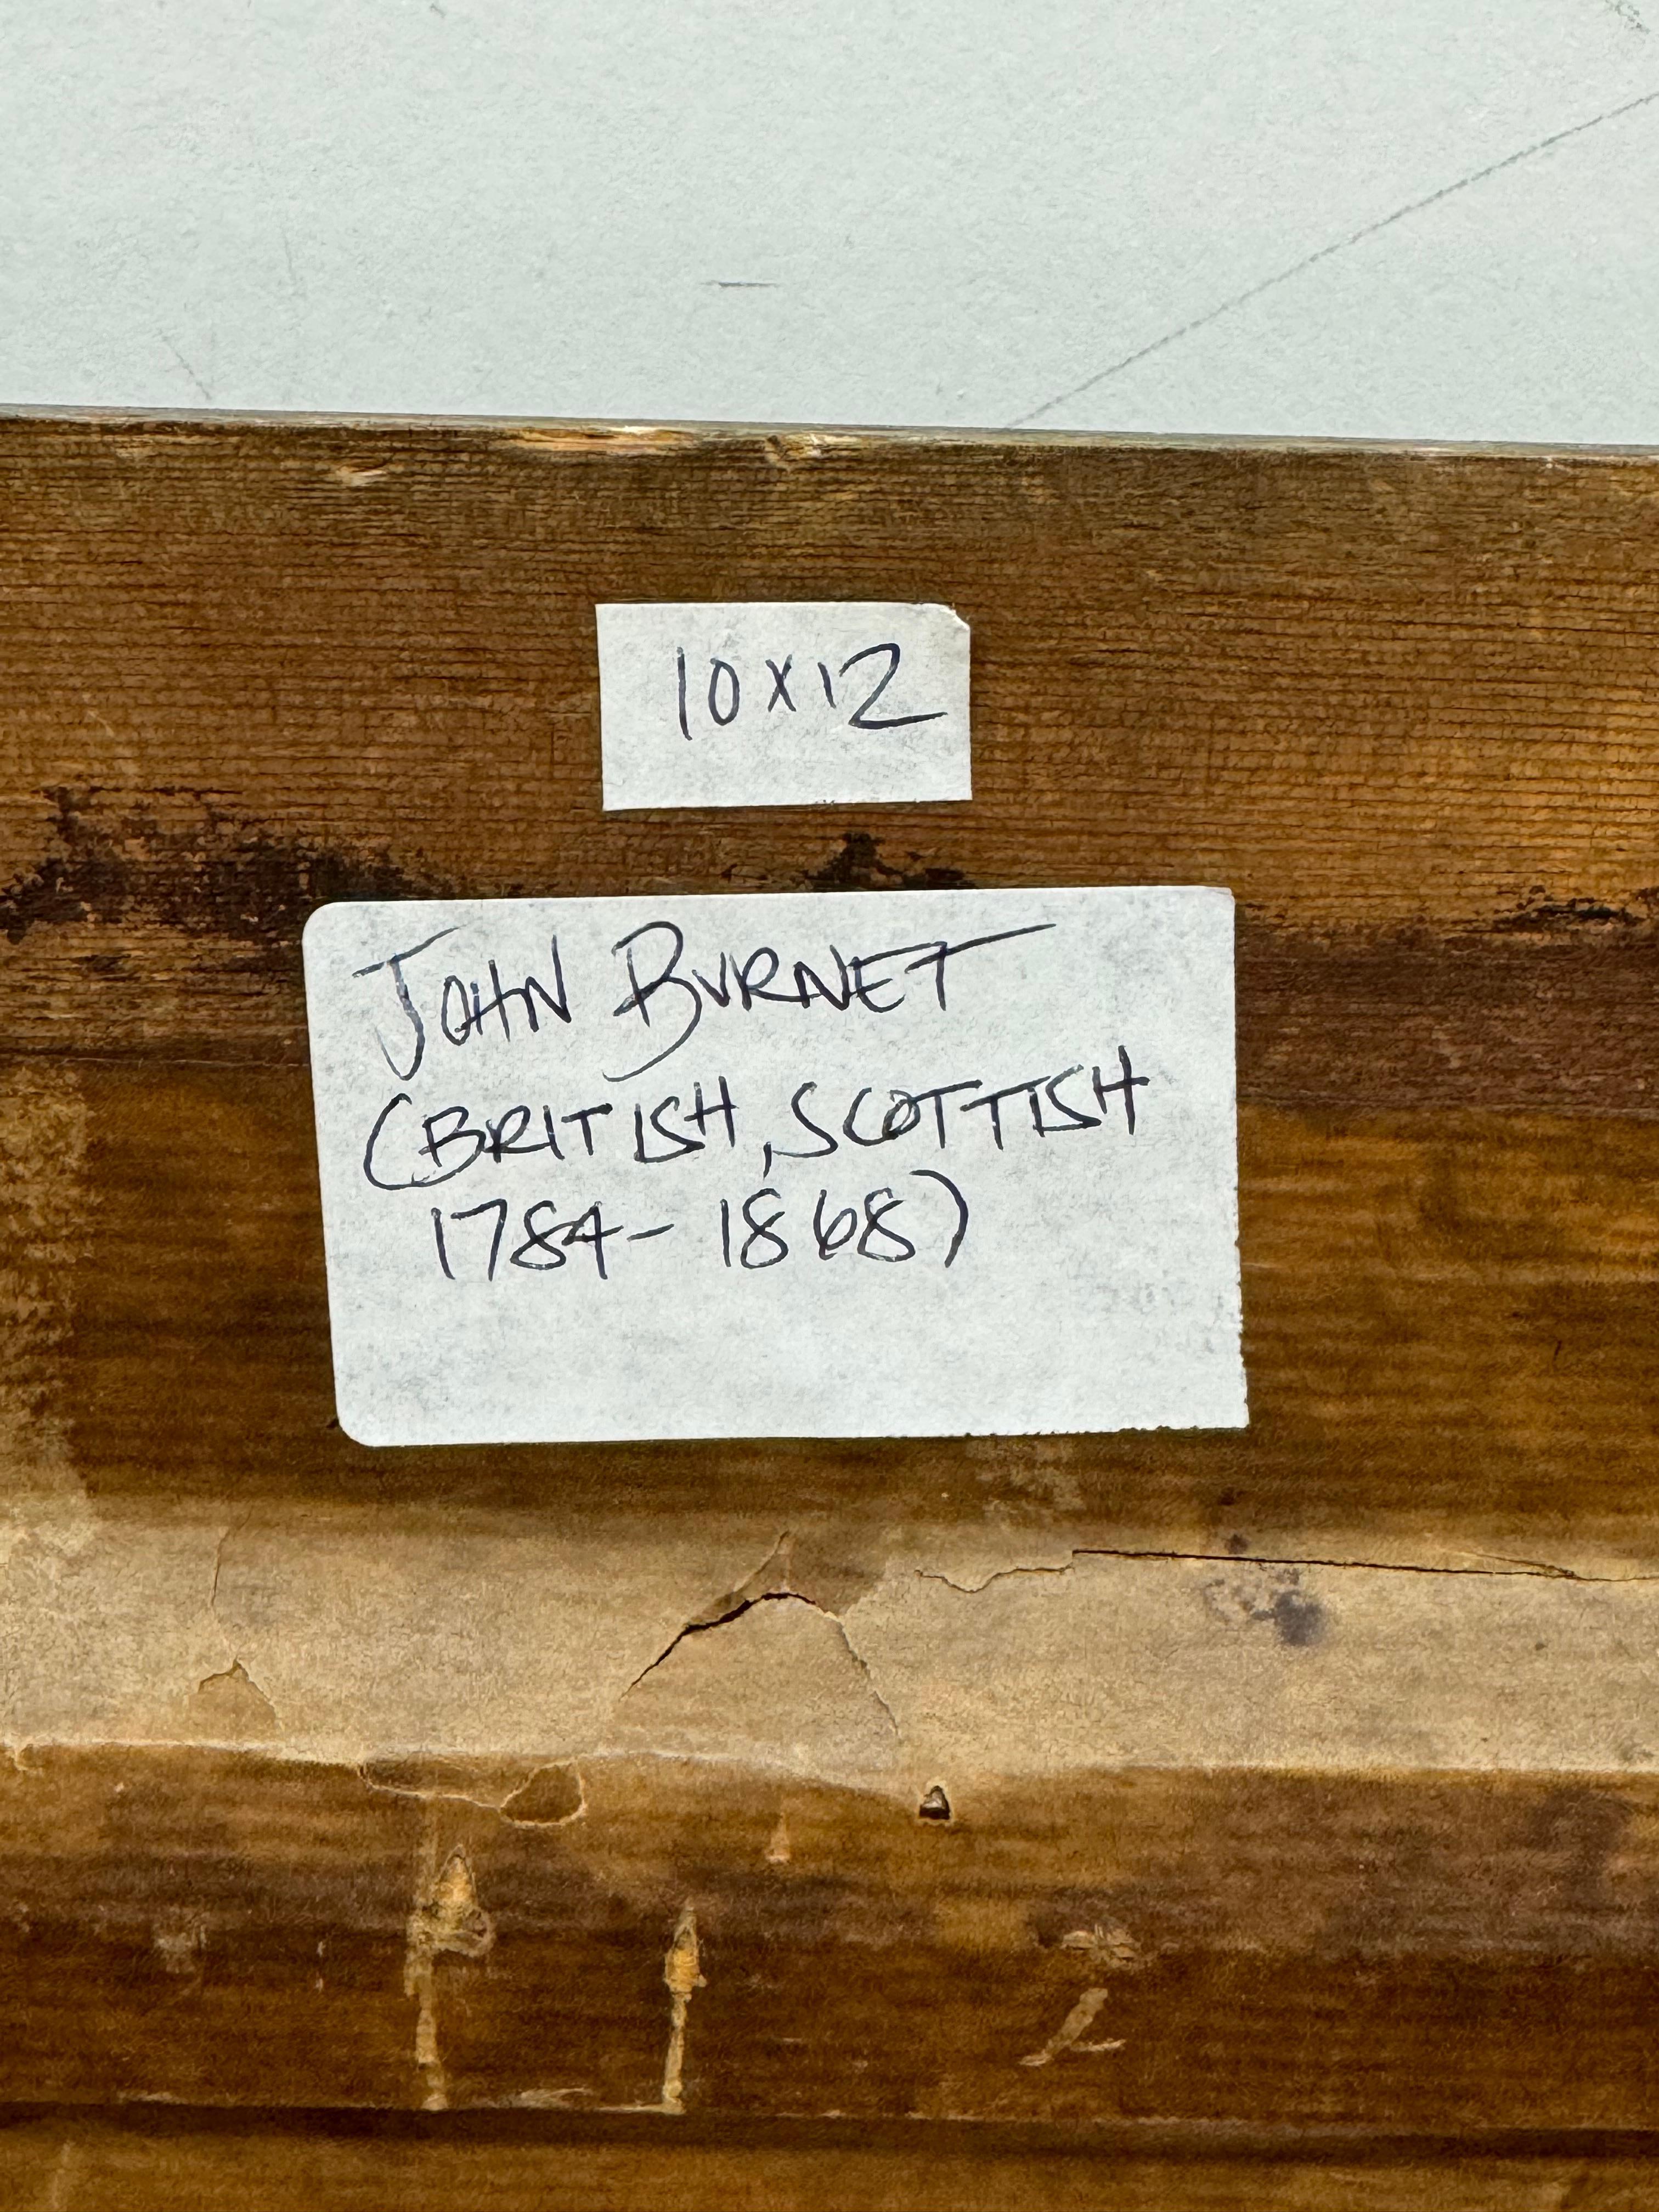 10X12
JOHN BURNET
(BRITISH, SCOTTISH
1784-1868)